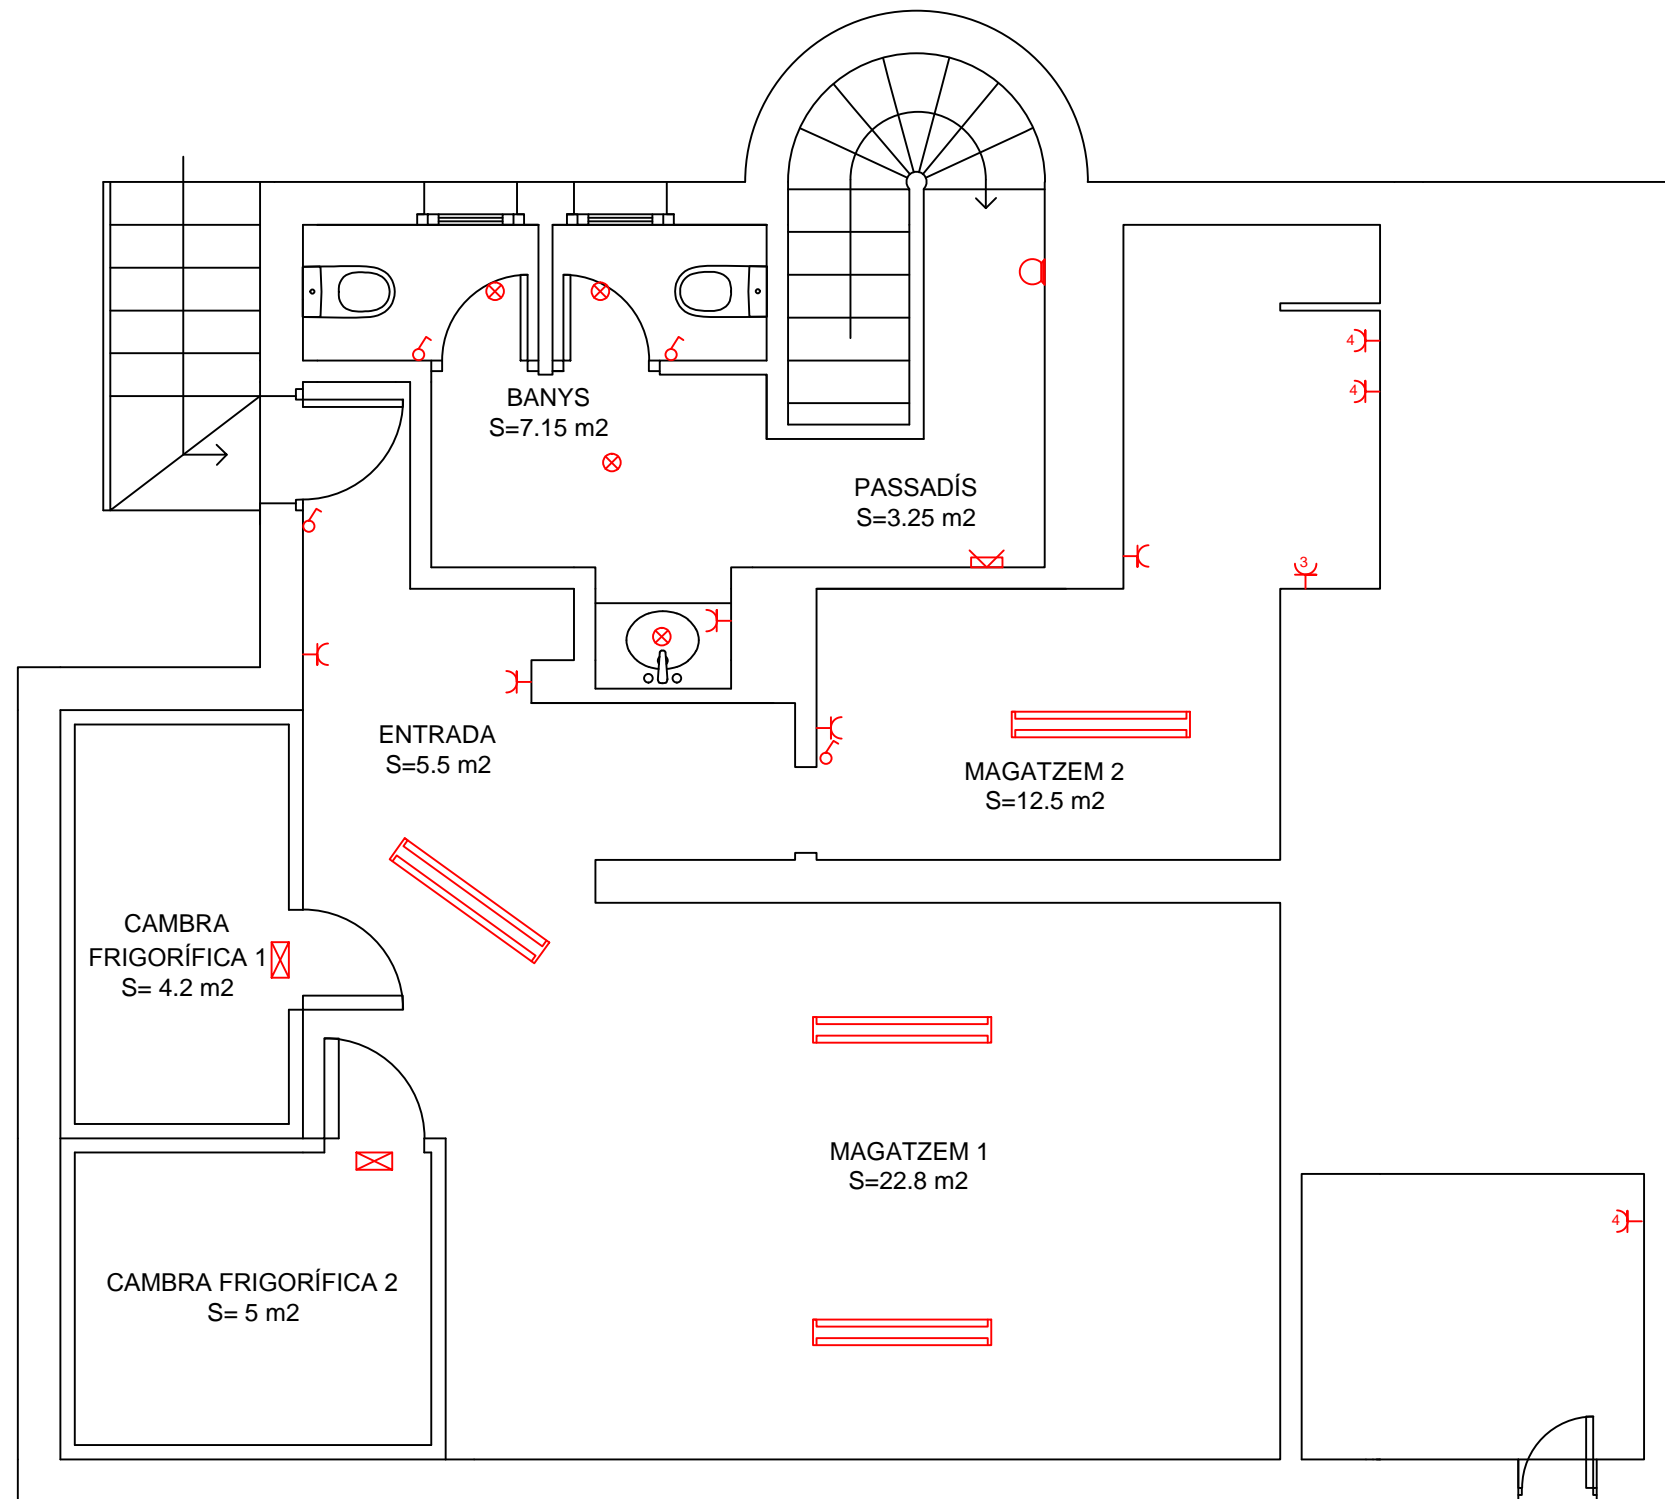 BANYS
S=7.15 m2
PASSADÍS
S=3.25 m2
4
4
3
ENTRADA
S=5.5 m2
MAGATZEM 2
S=12.5 m2
CAMBRA
FRIGORÍFICA 1
S= 4.2 m2
MAGATZEM 1
S=22.8 m2
4
CAMBRA FRIGORÍFICA 2
S= 5 m2